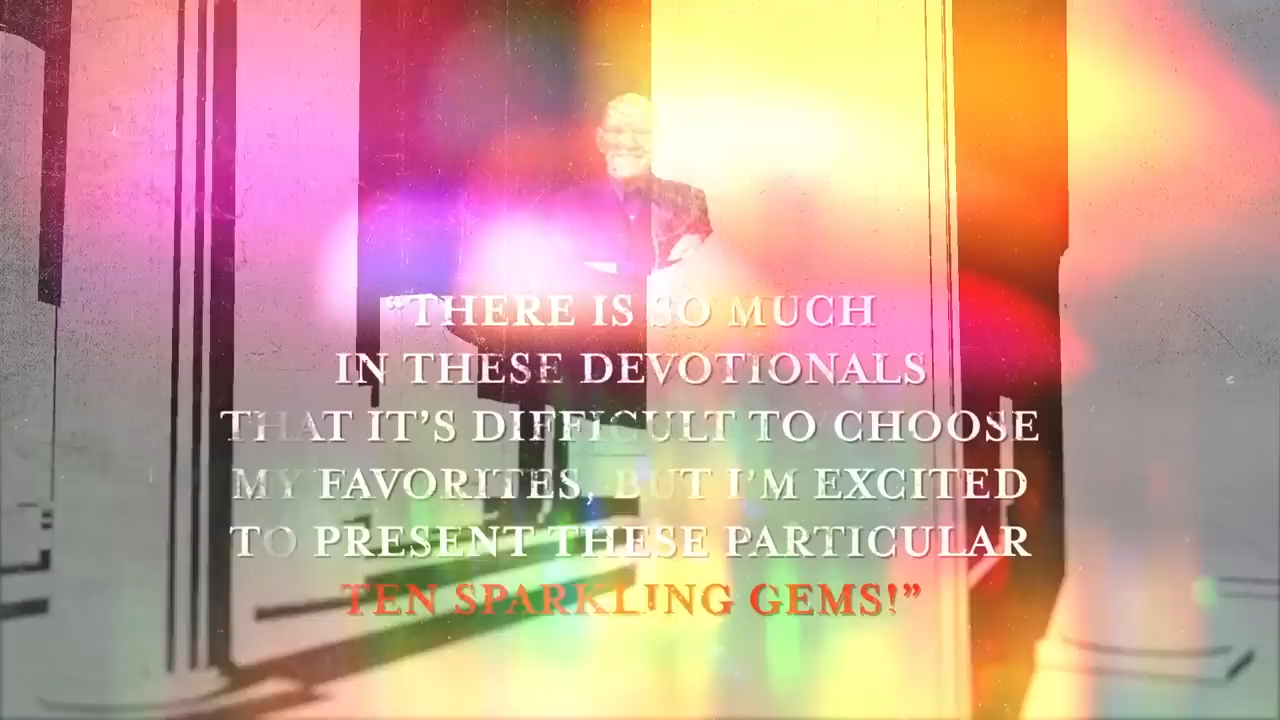 “THERE IS SO MUCH
IN THESE DEVOTIONALS
THAT IT’S DIFFICULT TO CHOOSE
MY FAVORITES, BUT I’M EXCITED
TO PRESENT THESE PARTICULAR
TEN SPARKLING GEMS!”